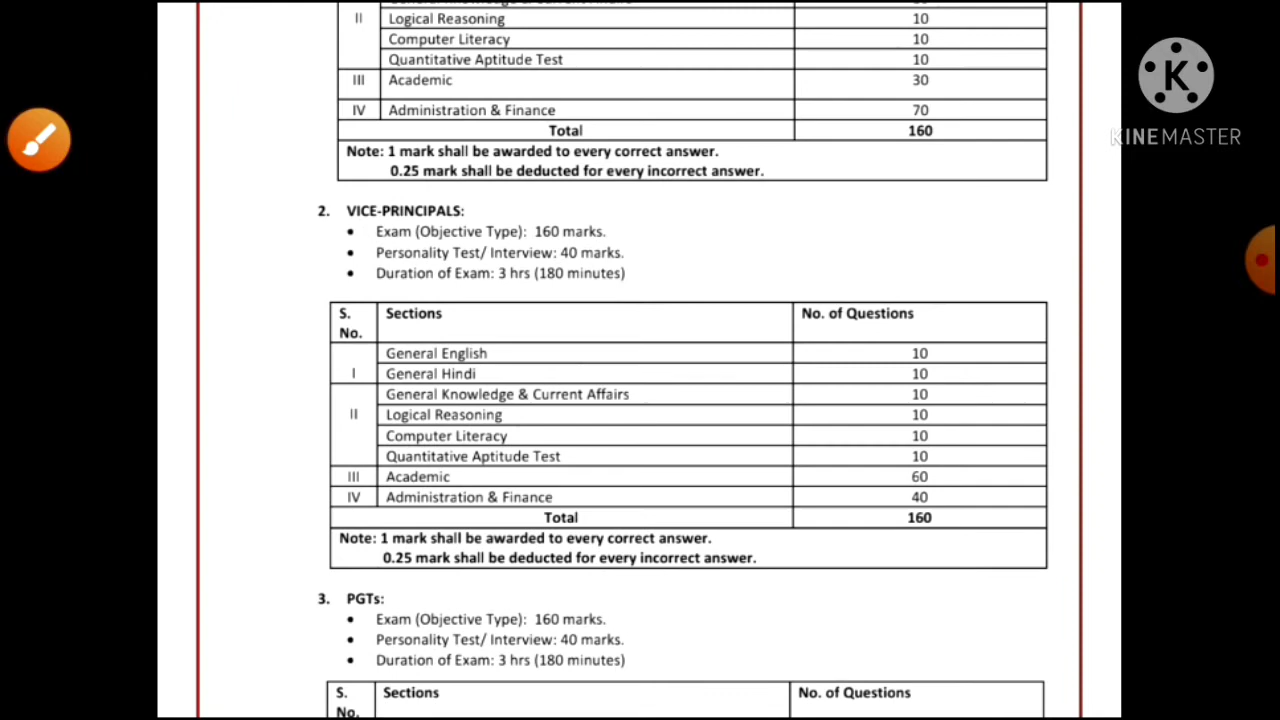 II Logical Reasoning 10
Computer Literacy 10
Quantitative Aptitude Test 10
III Academic 30
IV Administration & Finance 70
Total 160
Note: 1 mark shall be awarded to every correct answer.
0.25 mark shall be deducted for every incorrect answer.
K
KINEMASTER
2. VICE-PRINCIPALS:
• Exam (Objective Type): 160 marks.
• Personality Test/ Interview: 40 marks.
• Duration of Exam: 3 hrs (180 minutes)
S. No. Sections No. of Questions
General English 10
I General Hindi 10
General Knowledge & Current Affairs 10
II Logical Reasoning 10
Computer Literacy 10
Quantitative Aptitude Test 10
III Academic 60
IV Administration & Finance 40
Total 160
Note: 1 mark shall be awarded to every correct answer.
0.25 mark shall be deducted for every incorrect answer.
3. PGTs:
• Exam (Objective Type): 160 marks.
• Personality Test/ Interview: 40 marks.
• Duration of Exam: 3 hrs (180 minutes)
S. No. Sections No. of Questions